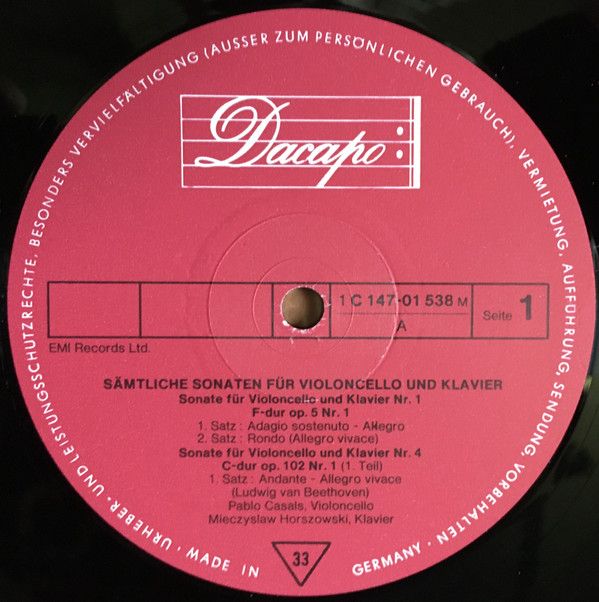 URHEBER- UND LEISTUNGSSCHUTZRECHTE, BESONDERS VERVIELFÄLTIGUNG (AUSSER ZUM PERSÖNLICHEN GEBRAUCH), VERMIETUNG, AUFFÜHRUNG, SENDUNG, VORBEHALTEN · MADE IN GERMANY ·
Dacapo
1 C 147-01 538 M
A
Seite 1
EMI Records Ltd.
SÄMTLICHE SONATEN FÜR VIOLONCELLO UND KLAVIER
Sonate für Violoncello und Klavier Nr. 1
F-dur op. 5 Nr. 1
1. Satz : Adagio sostenuto - Allegro
2. Satz : Rondo (Allegro vivace)
Sonate für Violoncello und Klavier Nr. 4
C-dur op. 102 Nr. 1 (1. Teil)
1. Satz : Andante - Allegro vivace
(Ludwig van Beethoven)
Pablo Casals, Violoncello
Mieczyslaw Horszowski, Klavier
33